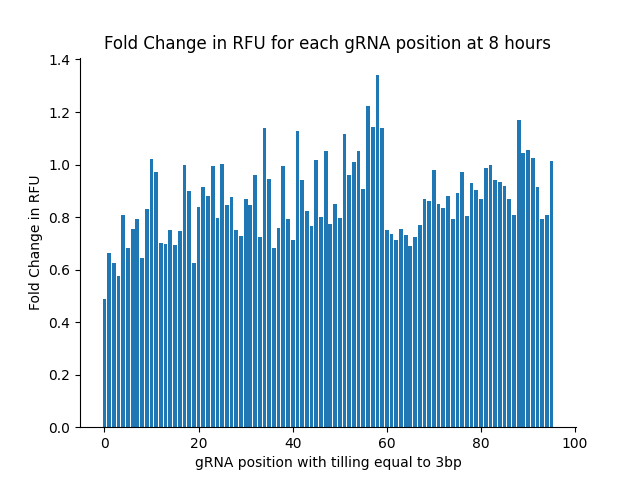 Fold Change in RFU for each gRNA position at 8 hours
1.4
1.2
1.0
0.8
0.6
0.4
0.2
0.0
Fold Change in RFU
0 20 40 60 80 100
gRNA position with tilling equal to 3bp